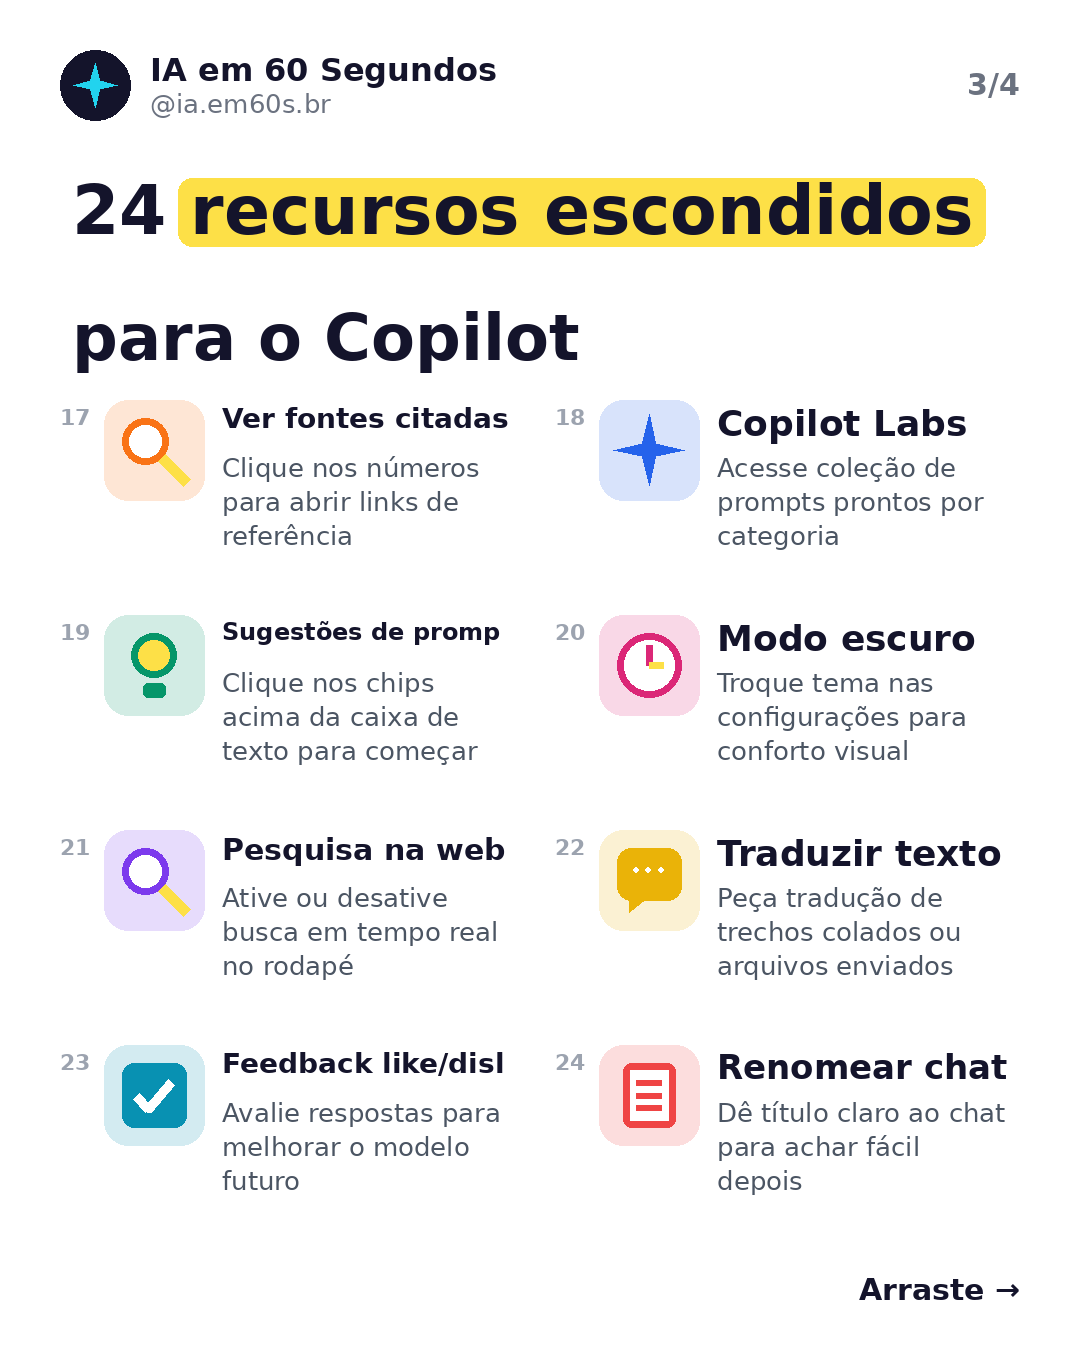 IA em 60 Segundos
@ia.em60s.br
3/4
24 recursos escondidos
para o Copilot
17
Ver fontes citadas
Clique nos números
para abrir links de
referência
18
Copilot Labs
Acesse coleção de
prompts prontos por
categoria
19
Sugestões de promp
Clique nos chips
acima da caixa de
texto para começar
20
Modo escuro
Troque tema nas
configurações para
conforto visual
21
Pesquisa na web
Ative ou desative
busca em tempo real
no rodapé
22
Traduzir texto
Peça tradução de
trechos colados ou
arquivos enviados
23
Feedback like/disl
Avalie respostas para
melhorar o modelo
futuro
24
Renomear chat
Dê título claro ao chat
para achar fácil
depois
Arraste →